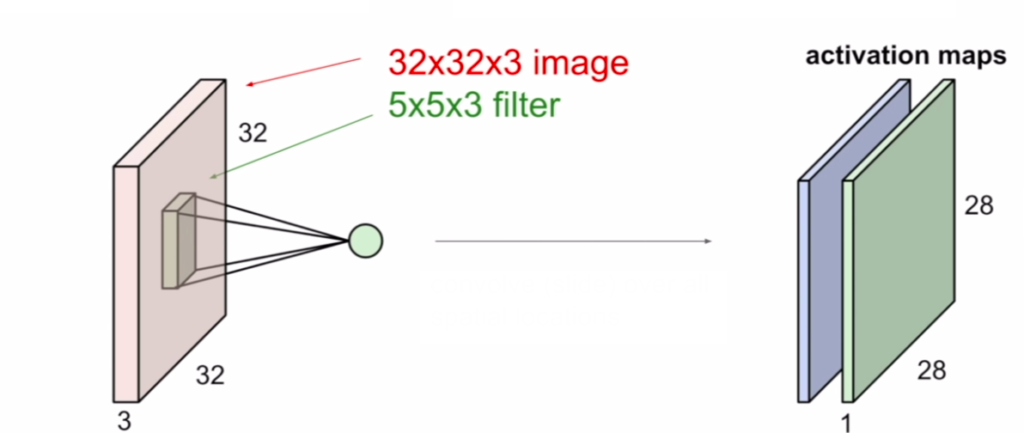 32x32x3 image
5x5x3 filter
32
32
3
activation maps
28
28
1